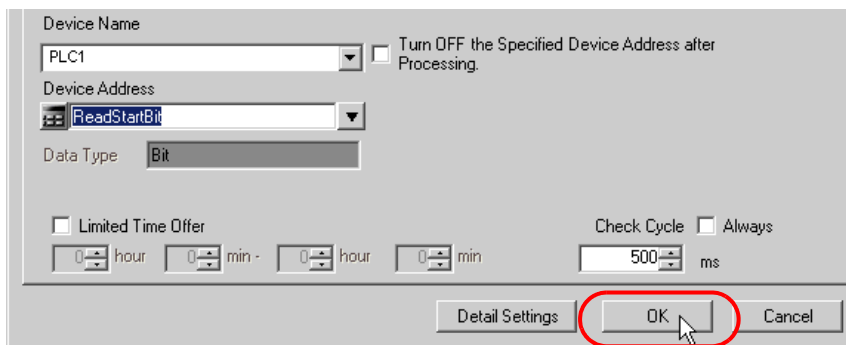 Device Name
PLC1
Turn OFF the Specified Device Address after
Processing.
Device Address
ReadStartBit
Data Type Bit
Limited Time Offer
Check Cycle Always
0 hour 0 min - 0 hour 0 min
500 ms
Detail Settings OK Cancel